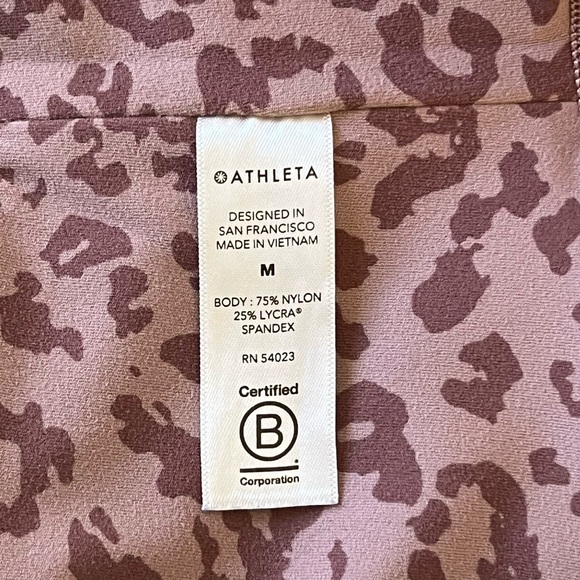 ATHLETA
DESIGNED IN
SAN FRANCISCO
MADE IN VIETNAM
M
BODY : 75% NYLON
25% LYCRA®
SPANDEX
RN 54023
Certified
B
Corporation